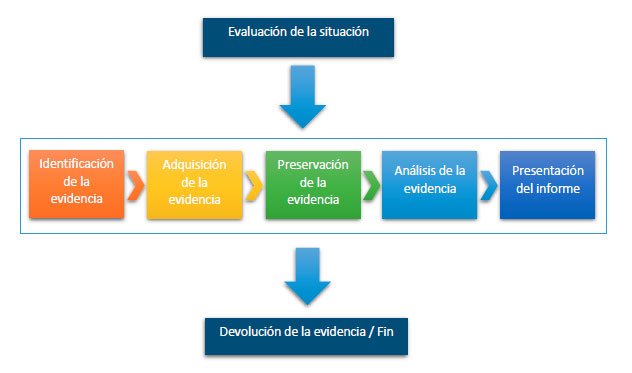 Evaluación de la situación
Identificación
de la
evidencia
Adquisición
de la
evidencia
Preservación
de la
evidencia
Análisis de la
evidencia
Presentación
del informe
Devolución de la evidencia / Fin